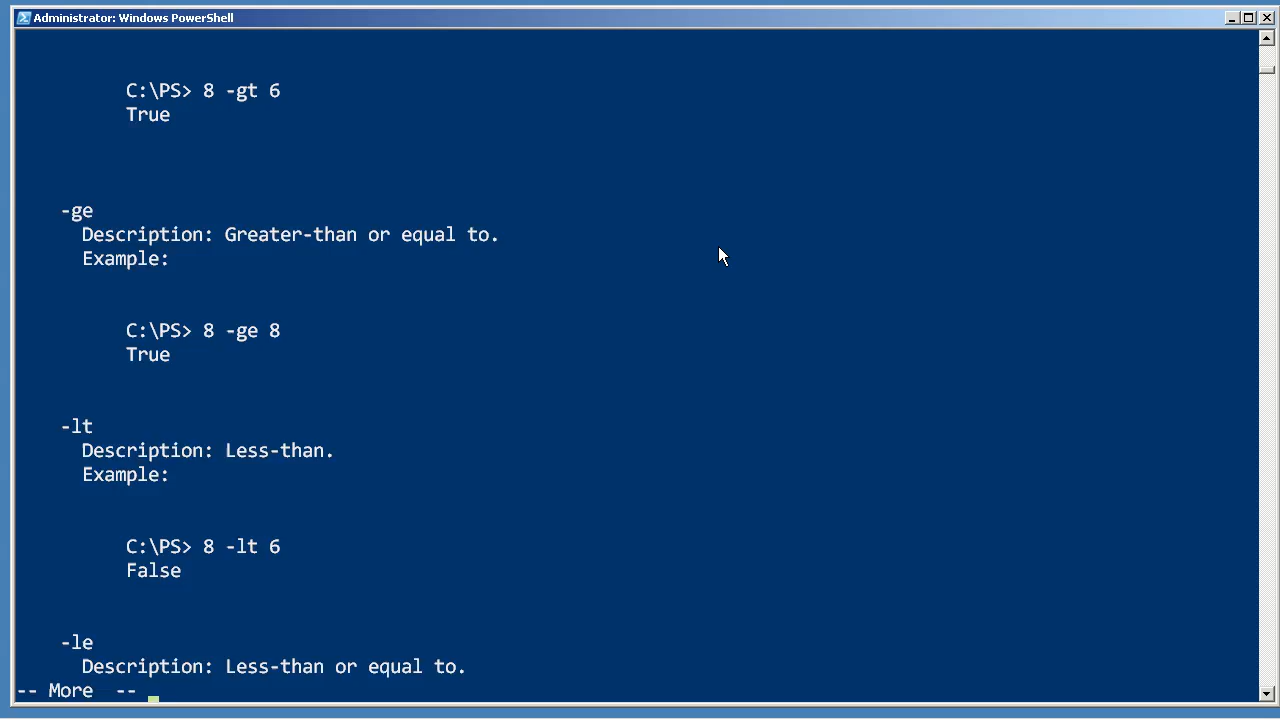 Administrator: Windows PowerShell
C:\PS> 8 -gt 6
True
-ge
Description: Greater-than or equal to.
Example:
C:\PS> 8 -ge 8
True
-lt
Description: Less-than.
Example:
C:\PS> 8 -lt 6
False
-le
Description: Less-than or equal to.
-- More  --